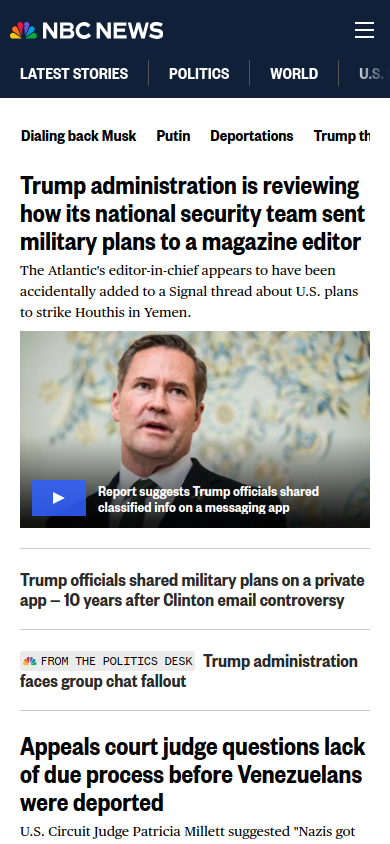 NBC NEWS
LATEST STORIES POLITICS WORLD U.S.
Dialing back Musk Putin Deportations Trump th
Trump administration is reviewing
how its national security team sent
military plans to a magazine editor
The Atlantic's editor-in-chief appears to have been
accidentally added to a Signal thread about U.S. plans
to strike Houthis in Yemen.
Report suggests Trump officials shared
classified info on a messaging app
Trump officials shared military plans on a private
app — 10 years after Clinton email controversy
FROM THE POLITICS DESK Trump administration
faces group chat fallout
Appeals court judge questions lack
of due process before Venezuelans
were deported
U.S. Circuit Judge Patricia Millett suggested "Nazis got